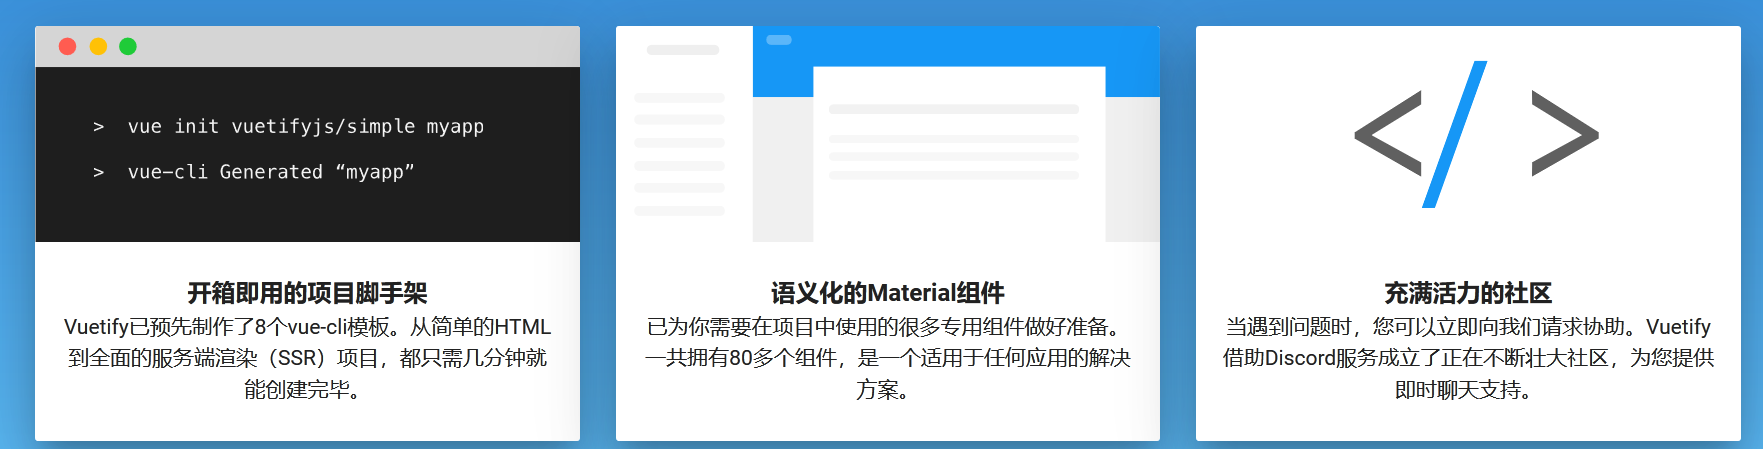 > vue init vuetifyjs/simple myapp
> vue-cli Generated “myapp”
开箱即用的项目脚手架
Vuetify已预先制作了8个vue-cli模板。从简单的HTML
到全面的服务端渲染（SSR）项目，都只需几分钟就
能创建完毕。
语义化的Material组件
已为你需要在项目中使用的很多专用组件做好准备。
一共拥有80多个组件，是一个适用于任何应用的解决
方案。
</>
充满活力的社区
当遇到问题时，您可以立即向我们请求协助。Vuetify
借助Discord服务成立了正在不断壮大社区，为您提供
即时聊天支持。